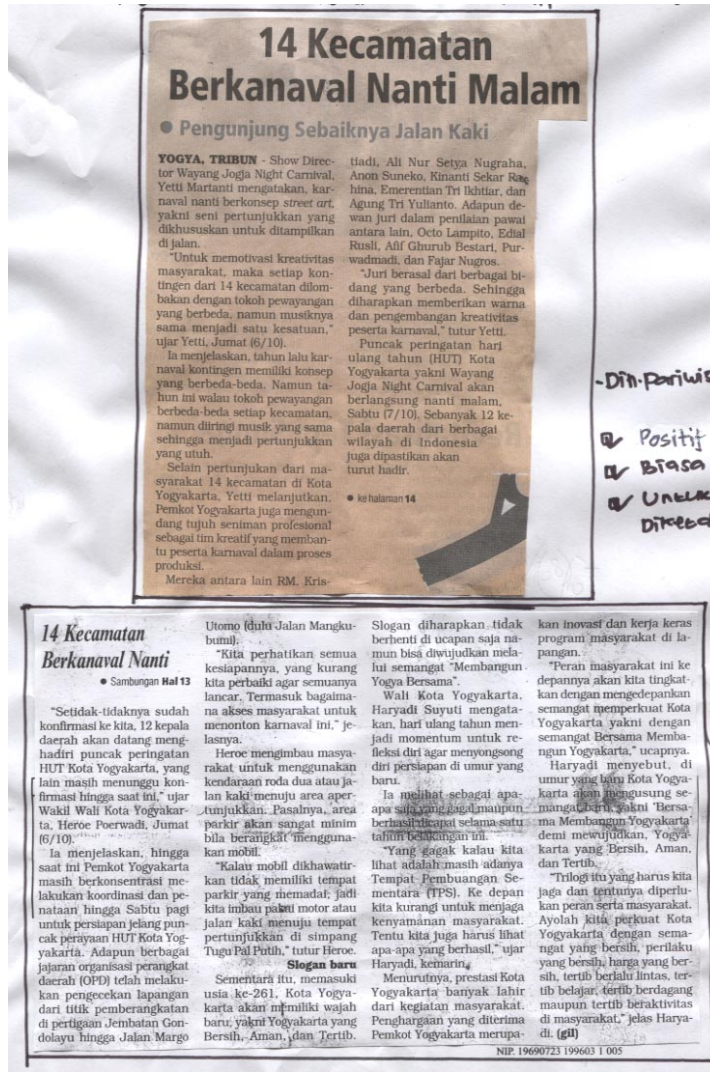 14 Kecamatan
Berkanaval Nanti Malam
● Pengunjung Sebaiknya Jalan Kaki
YOGYA, TRIBUN - Show Direc-
tor Wayang Jogja Night Carnival,
Yetti Martanti mengatakan, kar-
naval nanti berkonsep street art,
yakni seni pertunjukkan yang
dikhususkan untuk ditampilkan
di jalan.
"Untuk memotivasi kreativitas
masyarakat, maka setiap kon-
tingen dari 14 kecamatan dilom-
bakan dengan tokoh pewayangan
yang berbeda, namun musiknya
sama menjadi satu kesatuan,"
ujar Yetti, Jumat (6/10).
Ia menjelaskan, tahun lalu kar-
naval kontingen memiliki konsep
yang berbeda-beda. Namun ta-
hun ini walau tokoh pewayangan
berbeda-beda setiap kecamatan,
namun diiringi musik yang sama
sehingga menjadi pertunjukkan
yang utuh.
Selain pertunjukan dari ma-
syarakat 14 kecamatan di Kota
Yogyakarta, Yetti melanjutkan,
Pemkot Yogyakarta juga mengun-
dang tujuh seniman profesional
sebagai tim kreatif yang memban-
tu peserta karnaval dalam proses
produksi.
Mereka antara lain RM. Kris-
tiadi, Ali Nur Setya Nugraha,
Anon Suneko, Kinanti Sekar Ra-
hina, Emerentian Tri Ikhtiar, dan
Agung Tri Yulianto. Adapun de-
wan juri dalam penilaian pawai
antara lain, Octo Lampito, Edial
Rusli, Afif Ghurub Bestari, Pur-
wadmadi, dan Fajar Nugros.
"Juri berasal dari berbagai bi-
dang yang berbeda. Sehingga
diharapkan memberikan warna
dan pengembangan kreativitas
peserta karnaval," tutur Yetti.
Puncak peringatan hari
ulang tahun (HUT) Kota
Yogyakarta yakni Wayang
Jogja Night Carnival akan
berlangsung nanti malam,
Sabtu (7/10). Sebanyak 12 ke-
pala daerah dari berbagai
wilayah di Indonesia
juga dipastikan akan
turut hadir.
● ke halaman 14
-Din.Pariwis
Positif
Biasa
14 Kecamatan
Berkanaval Nanti
● Sambungan Hal 13
"Setidak-tidaknya sudah
konfirmasi ke kita, 12 kepala
daerah akan datang meng-
hadiri puncak peringatan
HUT Kota Yogyakarta, yang
lain masih menunggu kon-
firmasi hingga saat ini," ujar
Wakil Wali Kota Yogyakar-
ta, Heroe Poerwadi, Jumat
(6/10).
Ia menjelaskan, hingga
saat ini Pemkot Yogyakarta
masih berkonsentrasi me-
lakukan koordinasi dan pe-
nataan hingga Sabtu pagi
untuk persiapan jelang pun-
cak perayaan HUT Kota Yog-
yakarta. Adapun berbagai
jajaran organisasi perangkat
daerah (OPD) telah melaku-
kan pengecekan lapangan
dari titik pemberangkatan
di pertigaan Jembatan Gon-
dolayu hingga Jalan Margo
Utomo (dulu Jalan Mangku-
bumi).
"Kita perhatikan semua
kesiapannya, yang kurang
kita perbaiki agar semuanya
lancar. Termasuk bagaima-
na akses masyarakat untuk
menonton karnaval ini," je-
lasnya.
Heroe mengimbau masya-
rakat untuk menggunakan
kendaraan roda dua atau ja-
lan kaki menuju area aper-
tunjukkan. Pasalnya, area
parkir akan sangat minim
bila berangkat mengguna-
kan mobil.
"Kalau mobil dikhawatir-
kan tidak memiliki tempat
parkir yang memadai, jadi
kita imbau pakai motor atau
jalan kaki menuju tempat
pertunjukkan di simpang
Tugu Pal Putih," tutur Heroe.
Slogan baru
Sementara itu, memasuki
usia ke-261, Kota Yogya-
karta akan memiliki wajah
baru, yakni Yogyakarta yang
Bersih, Aman, dan Tertib.
Slogan diharapkan tidak
berhenti di ucapan saja na-
mun bisa diwujudkan mela-
lui semangat "Membangun
Yogya Bersama".
Wali Kota Yogyakarta,
Haryadi Suyuti mengata-
kan, hari ulang tahun men-
jadi momentum untuk re-
fleksi diri agar menyongsong
diri persiapan di umur yang
baru.
Ia melihat sebagai apa-
apa saja yang gagal maupun
berhasil dicapai selama satu
tahun belakangan ini.
"Yang gagak kalau kita
lihat adalah masih adanya
Tempat Pembuangan Se-
mentara (TPS). Ke depan
kita kurangi untuk menjaga
kenyamanan masyarakat.
Tentu kita juga harus lihat
apa-apa yang berhasil," ujar
Haryadi, kemarin.
Menurutnya, prestasi Kota
Yogyakarta banyak lahir
dari kegiatan masyarakat.
Penghargaan yang diterima
Pemkot Yogyakarta merupa-
kan inovasi dan kerja keras
program masyarakat di la-
pangan.
"Peran masyarakat ini ke
depannya akan kita tingkat-
kan dengan mengedepankan
semangat memperkuat Kota
Yogyakarta yakni dengan
semangat Bersama Memba-
ngun Yogyakarta," ucapnya.
Haryadi menyebut, di
umur yang baru Kota Yogya-
karta akan mengusung se-
mangat baru, yakni 'Bersa-
ma Membangun Yogyakarta'
demi mewujudkan, Yogya-
karta yang Bersih, Aman,
dan Tertib.
"Trilogi itu yang harus kita
jaga dan tentunya diperlu-
kan peran serta masyarakat.
Ayolah kita perkuat Kota
Yogyakarta dengan sema-
ngat yang bersih, perilaku
yang bersih, harga yang ber-
sih, tertib berlalu lintas, ter-
tib belajar, tertib berdagang
maupun tertib beraktivitas
di masyarakat," jelas Harya-
di. (gil)
NIP. 19690723 199603 1 005